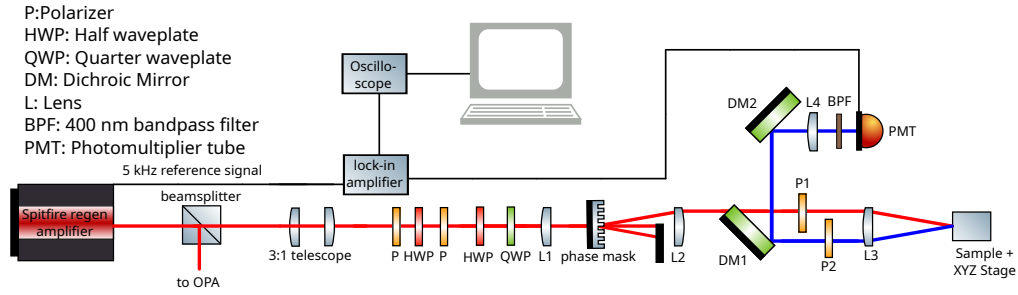 P:Polarizer
HWP: Half waveplate
QWP: Quarter waveplate
DM: Dichroic Mirror
L: Lens
BPF: 400 nm bandpass filter
PMT: Photomultiplier tube
5 kHz reference signal
Oscillo-
scope
lock-in
amplifier
beamsplitter
Spitfire regen
amplifier
to OPA
3:1 telescope
P
HWP
P
HWP
QWP
L1
phase mask
L2
DM1
DM2
L4
BPF
PMT
P1
P2
L3
Sample +
XYZ Stage